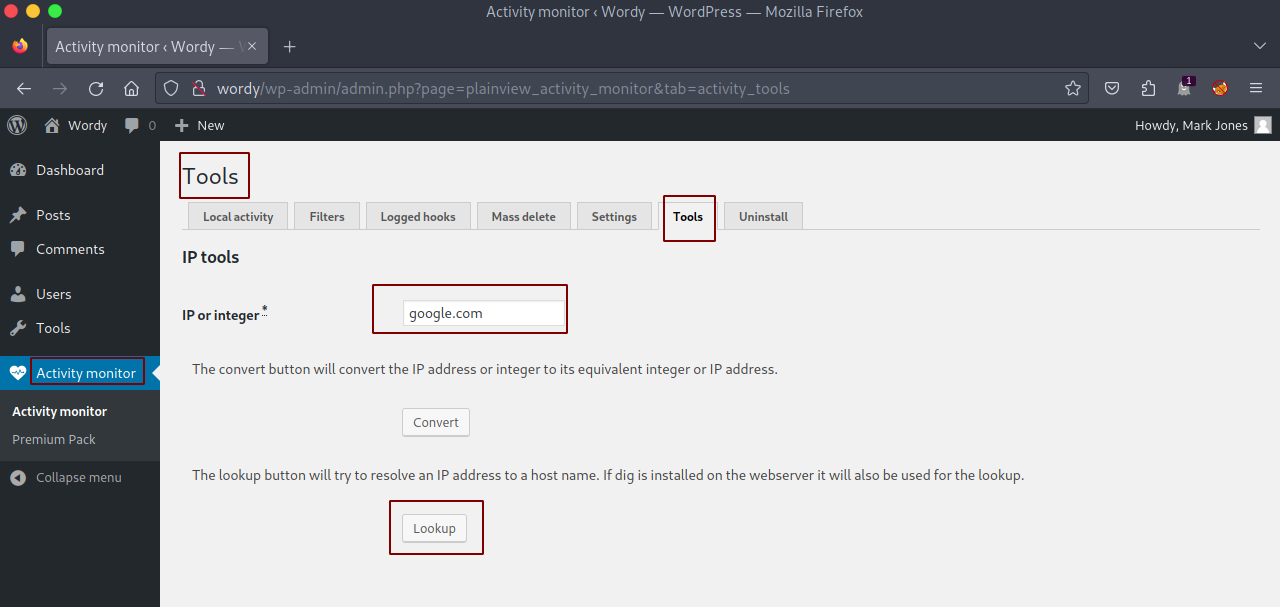 Activity monitor ‹ Wordy — WordPress — Mozilla Firefox
Activity monitor ‹ Wordy —
wordy/wp-admin/admin.php?page=plainview_activity_monitor&tab=activity_tools
1
Wordy 0 New Howdy, Mark Jones
Dashboard
Posts
Comments
Users
Tools
Activity monitor
Activity monitor
Premium Pack
Collapse menu
Tools
Local activity Filters Logged hooks Mass delete Settings Tools Uninstall
IP tools
IP or integer * google.com
The convert button will convert the IP address or integer to its equivalent integer or IP address.
Convert
The lookup button will try to resolve an IP address to a host name. If dig is installed on the webserver it will also be used for the lookup.
Lookup